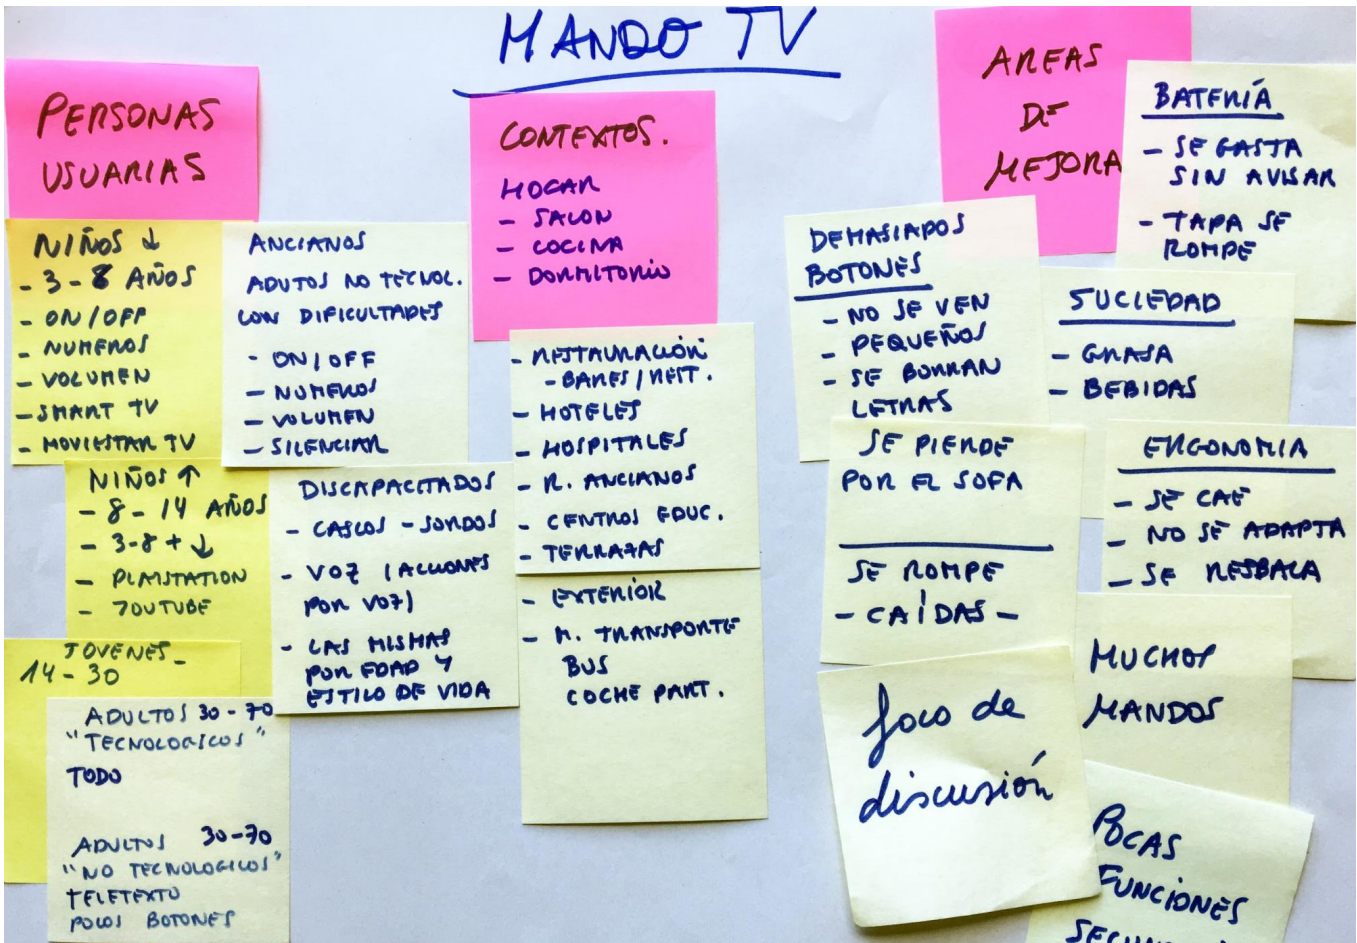 MANDO TV
PERSONAS
USUARIAS
NIÑOS ↓
- 3 - 8 AÑOS
- ON / OFF
- NUMEROS
- VOLUMEN
- SMART TV
- MOVIESTAR TV
ANCIANOS
ADUTOS NO TECNOL.
CON DIFICULTADES
- ON / OFF
- NUMEROS
- VOLUMEN
- SILENCIAR
NIÑOS ↑
- 8 - 14 AÑOS
- 3-8 + ↓
- PLAYSTATION
- YOUTUBE
DISCAPACITADOS
- CASCOS - SORDOS
- VOZ (ACCIONES
POR VOZ)
- LAS MISMAS
POR EDAD Y
ESTILO DE VIDA
JOVENES -
14 - 30
ADULTOS 30 - 70
"TECNOLOGICOS"
TODO
ADULTOS 30-70
"NO TECNOLOGICOS"
TELETEXTO
POCOS BOTONES
CONTEXTOS.
HOGAR
- SALON
- COCINA
- DORMITORIO
- RESTAURACIÓN
- BARES / REST.
- HOTELES
- HOSPITALES
- R. ANCIANOS
- CENTROS EDUC.
- TERRAZAS
- EXTERIOR
- M. TRANSPORTE
BUS
COCHE PART.
AREAS
DE
MEJORA
BATERÍA
- SE GASTA
SIN AVISAR
- TAPA SE
ROMPE
DEMASIADOS
BOTONES
- NO SE VEN
- PEQUEÑOS
- SE BORRAN
LETRAS
SUCIEDAD
- GRASA
- BEBIDAS
SE PIERDE
POR EL SOFA
SE ROMPE
- CAÍDAS -
ERGONOMIA
- SE CAE
- NO SE ADAPTA
- SE RESBALA
foco de
discusión
MUCHOS
MANDOS
POCAS
FUNCIONES